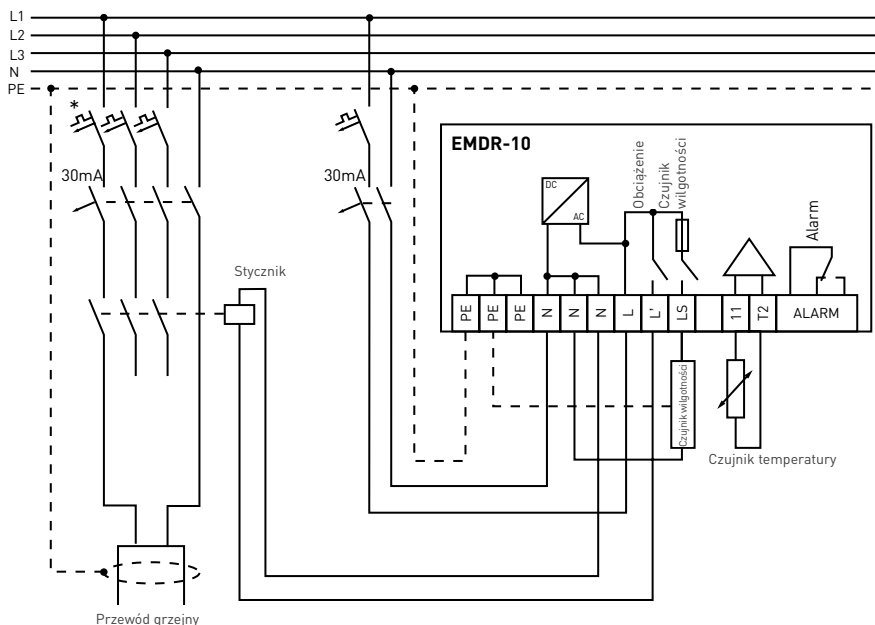 L1
L2
L3
N
PE
*
30mA
30mA
EMDR-10
DC
AC
Obciążenie
Czujnik
wilgotności
Alarm
Stycznik
PE
PE
PE
N
N
N
L
L'
LS
11
T2
ALARM
Czujnik wilgotności
Czujnik temperatury
Przewód grzejny